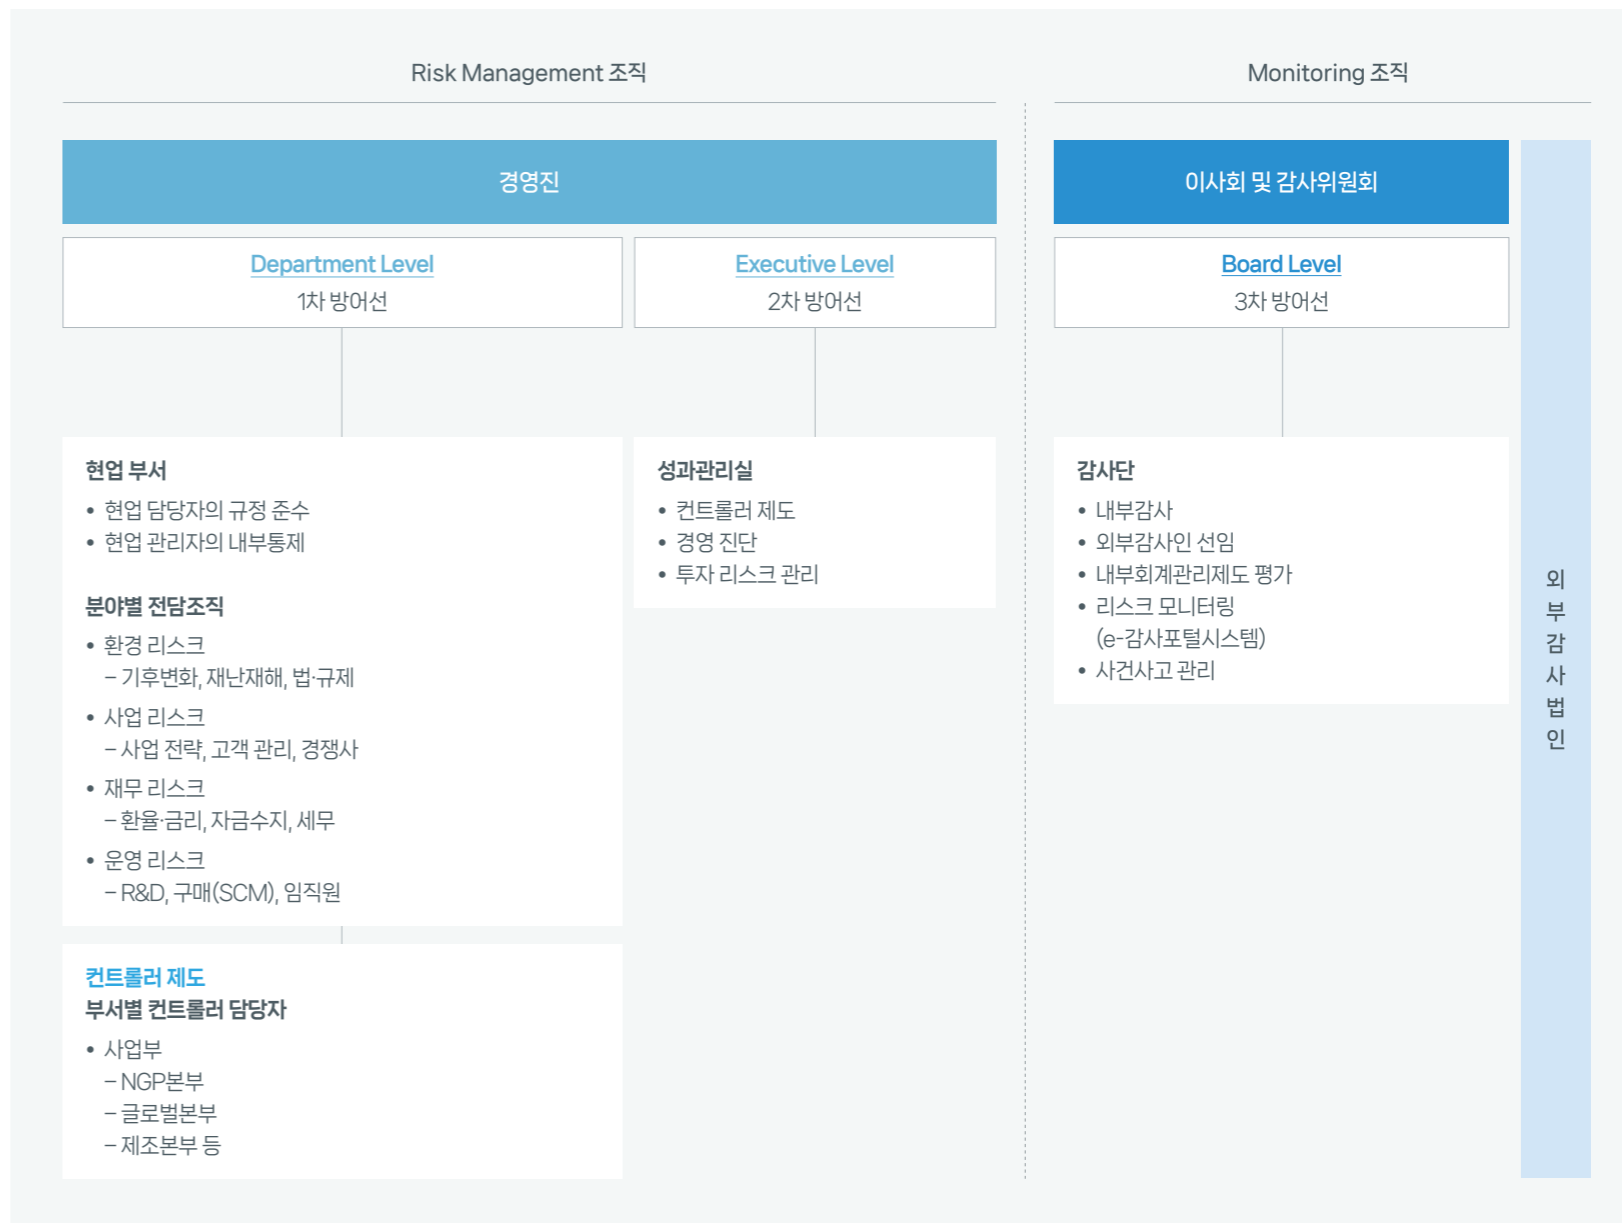 Risk Management 조직
경영진
Department Level
1차 방어선
현업 부서
• 현업 담당자의 규정 준수
• 현업 관리자의 내부통제
분야별 전담조직
• 환경 리스크
– 기후변화, 재난재해, 법·규제
• 사업 리스크
– 사업 전략, 고객 관리, 경쟁사
• 재무 리스크
– 환율·금리, 자금수지, 세무
• 운영 리스크
– R&D, 구매(SCM), 임직원
컨트롤러 제도
부서별 컨트롤러 담당자
• 사업부
– NGP본부
– 글로벌본부
– 제조본부 등
Executive Level
2차 방어선
성과관리실
• 컨트롤러 제도
• 경영 진단
• 투자 리스크 관리
Monitoring 조직
이사회 및 감사위원회
Board Level
3차 방어선
감사단
• 내부감사
• 외부감사인 선임
• 내부회계관리제도 평가
• 리스크 모니터링
(e-감사포털시스템)
• 사건사고 관리
외부감사법인